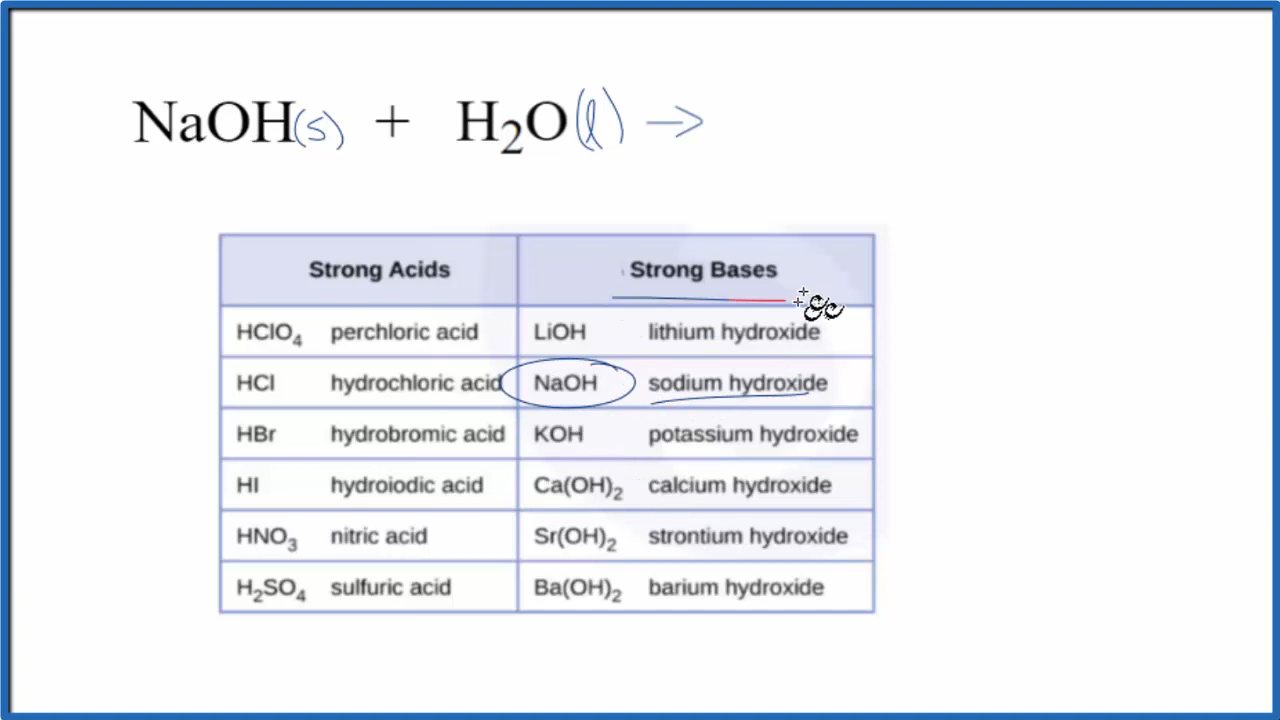 NaOH(s) + H₂O(l) →
Strong Acids Strong Bases
HClO₄ perchloric acid LiOH lithium hydroxide
HCl hydrochloric acid NaOH sodium hydroxide
HBr hydrobromic acid KOH potassium hydroxide
HI hydroiodic acid Ca(OH)₂ calcium hydroxide
HNO₃ nitric acid Sr(OH)₂ strontium hydroxide
H₂SO₄ sulfuric acid Ba(OH)₂ barium hydroxide